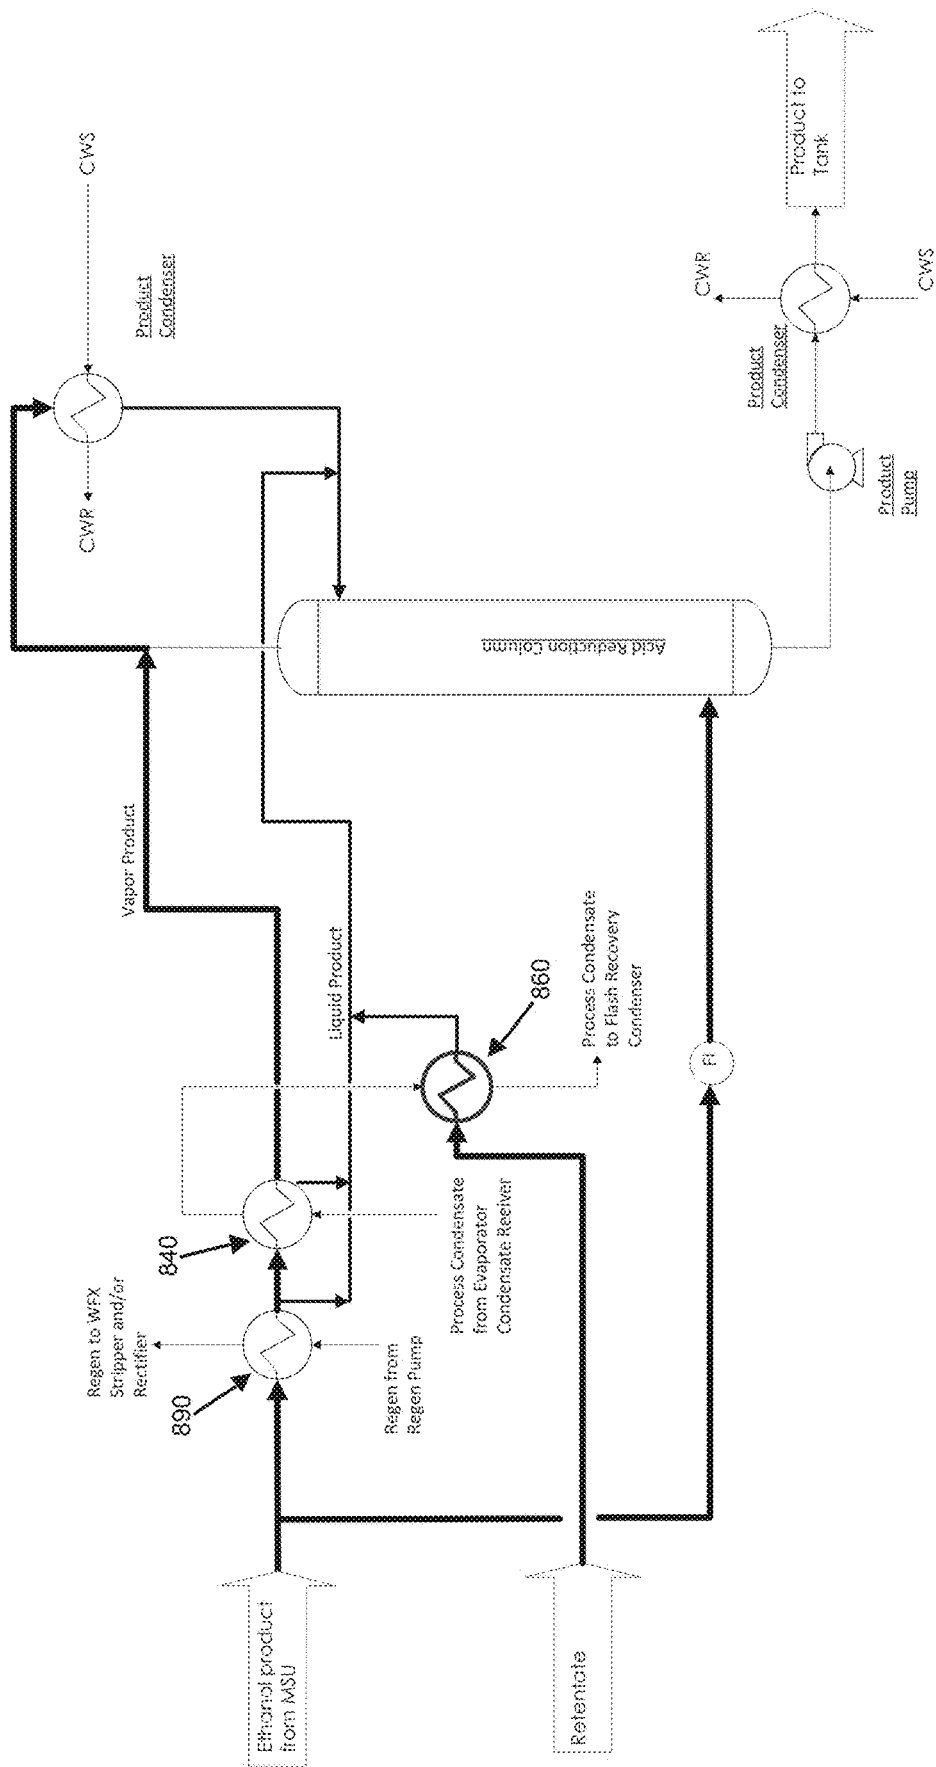 Ethanol product
from MSU
Retentate
890
Regen to WFX
Stripper and/or
Rectifier
Regen from
Regen Pump
840
Process Condensate
from Evaporator
Condensate Receiver
860
Process Condensate
to Flash Recovery
Condenser
Liquid Product
Vapor Product
FI
Acid Reduction Column
CWR
CWS
Product
Condenser
Product
Pump
Product
Condenser
CWR
CWS
Product to
Tank